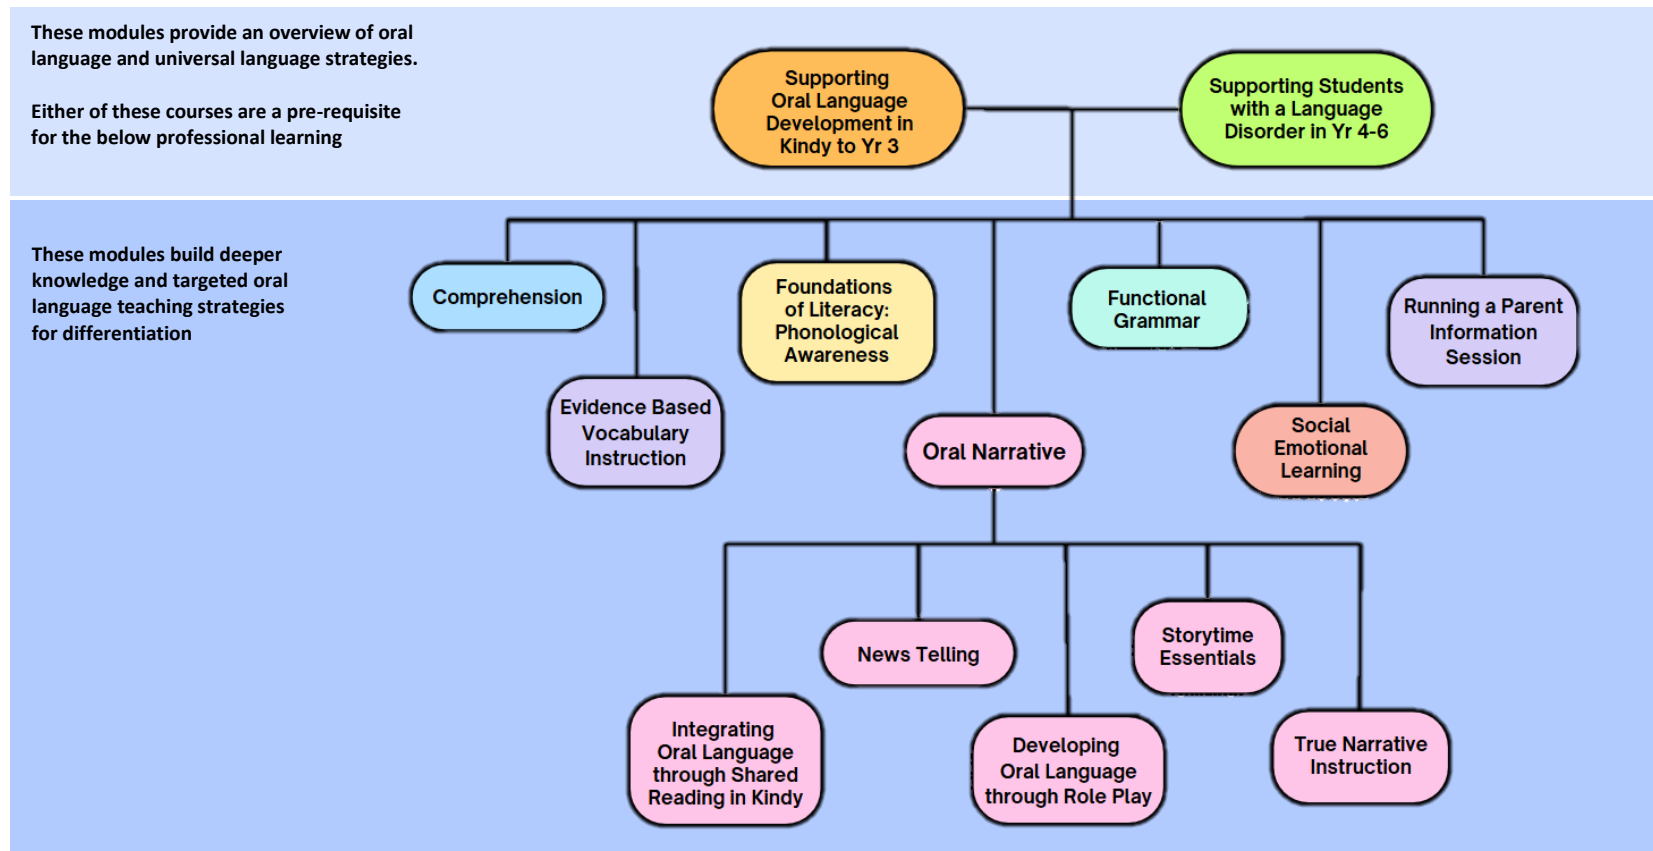 These modules provide an overview of oral
language and universal language strategies.
Either of these courses are a pre-requisite
for the below professional learning
Supporting
Oral Language
Development in
Kindy to Yr 3
Supporting Students
with a Language
Disorder in Yr 4-6
These modules build deeper
knowledge and targeted oral
language teaching strategies
for differentiation
Comprehension
Evidence Based
Vocabulary
Instruction
Foundations
of Literacy:
Phonological
Awareness
Oral Narrative
Functional
Grammar
Social
Emotional
Learning
Running a Parent
Information
Session
Integrating
Oral Language
through Shared
Reading in Kindy
News Telling
Developing
Oral Language
through Role Play
Storytime
Essentials
True Narrative
Instruction